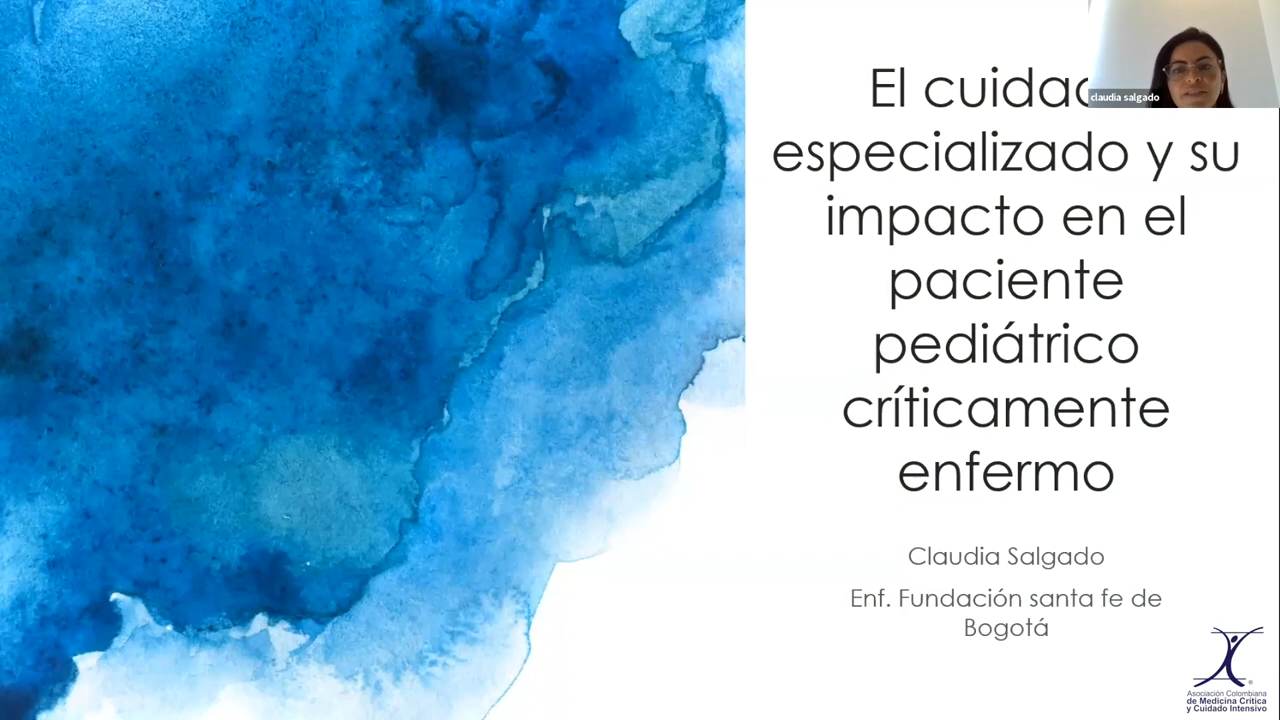 El cuidad
especializado y su
impacto en el
paciente
pediátrico
críticamente
enfermo
claudia salgado
Claudia Salgado
Enf. Fundación santa fe de
Bogotá
Asociación Colombiana
de Medicina Crítica
y Cuidado Intensivo